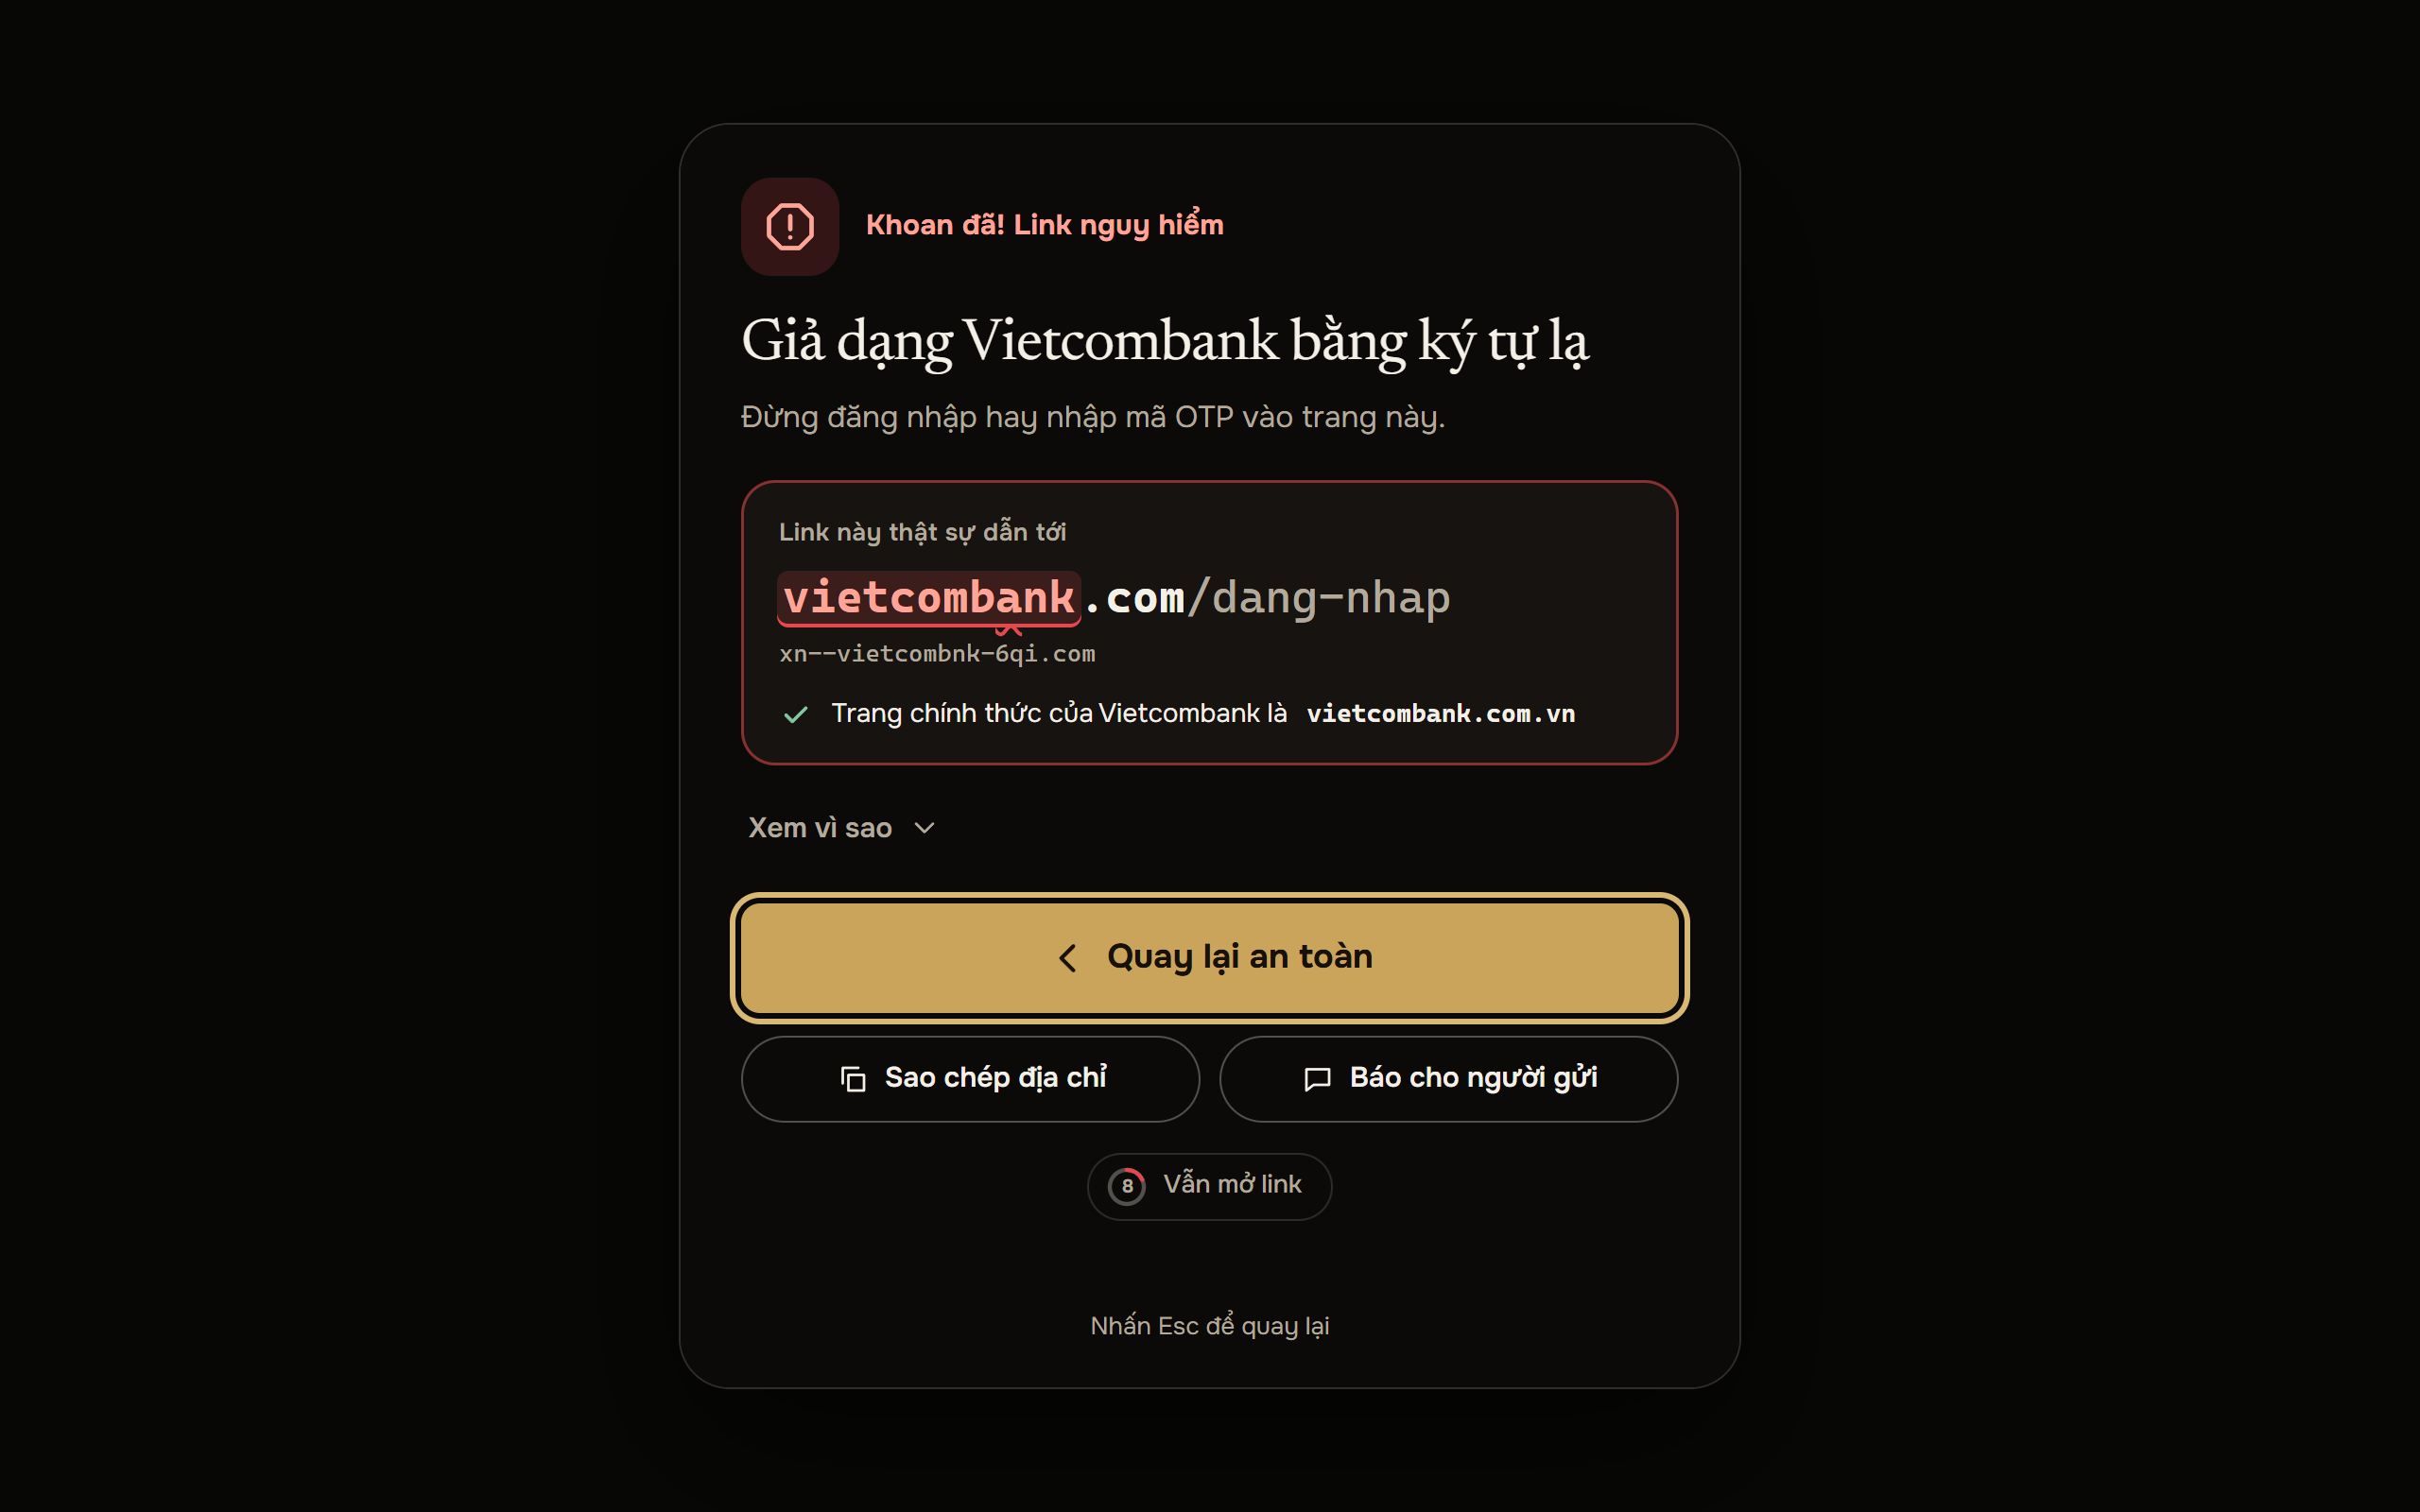 Khoan đã! Link nguy hiểm
Giả dạng Vietcombank bằng ký tự lạ
Đừng đăng nhập hay nhập mã OTP vào trang này.
Link này thật sự dẫn tới
vietcombаnk.com/dang-nhap
xn--vietcombnk-6qi.com
Trang chính thức của Vietcombank là vietcombank.com.vn
Xem vì sao
Quay lại an toàn
Sao chép địa chỉ
Báo cho người gửi
8 Vẫn mở link
Nhấn Esc để quay lại